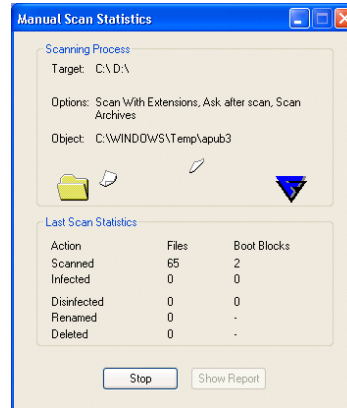 Manual Scan Statistics
Scanning Process
Target: C:\ D:\
Options: Scan With Extensions, Ask after scan, Scan
Archives
Object: C:\WINDOWS\Temp\apub3
Last Scan Statistics
Action Files Boot Blocks
Scanned 65 2
Infected 0 0
Disinfected 0 0
Renamed 0 -
Deleted 0 -
Stop Show Report